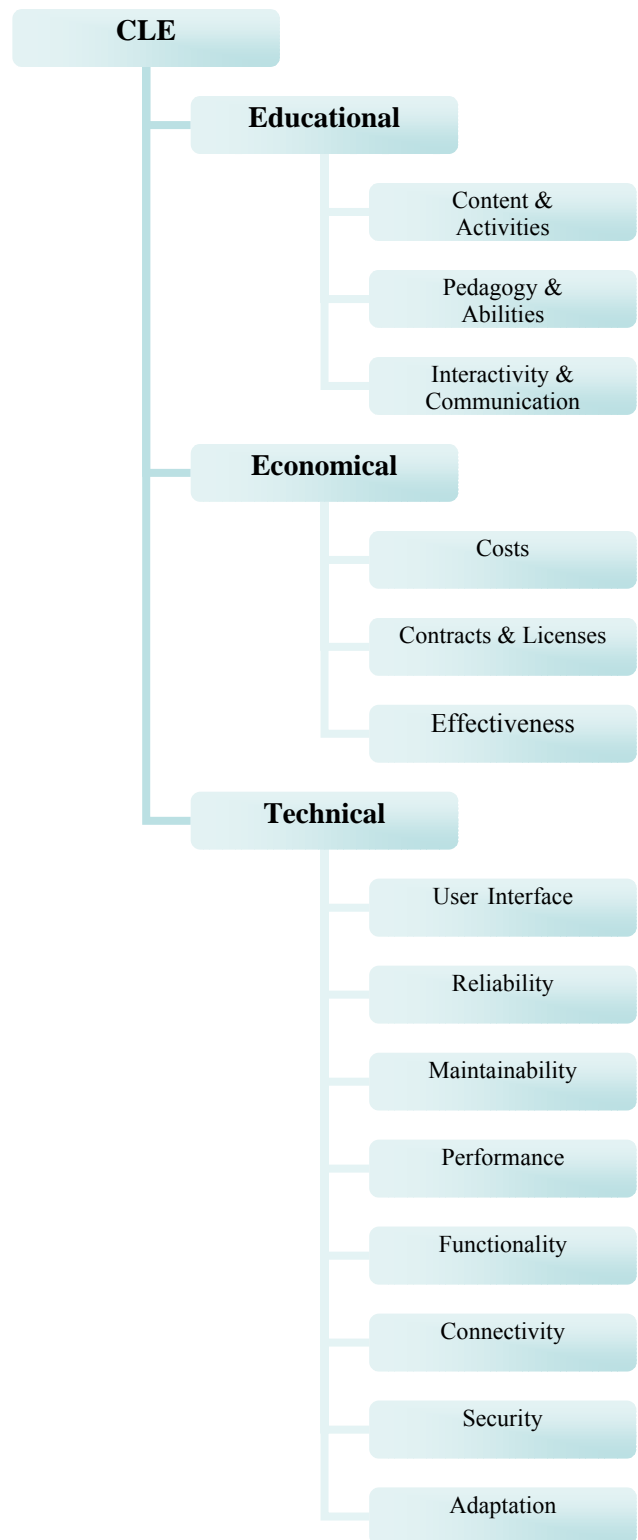 CLE
Educational
Content &
Activities
Pedagogy &
Abilities
Interactivity &
Communication
Economical
Costs
Contracts & Licenses
Effectiveness
Technical
User Interface
Reliability
Maintainability
Performance
Functionality
Connectivity
Security
Adaptation